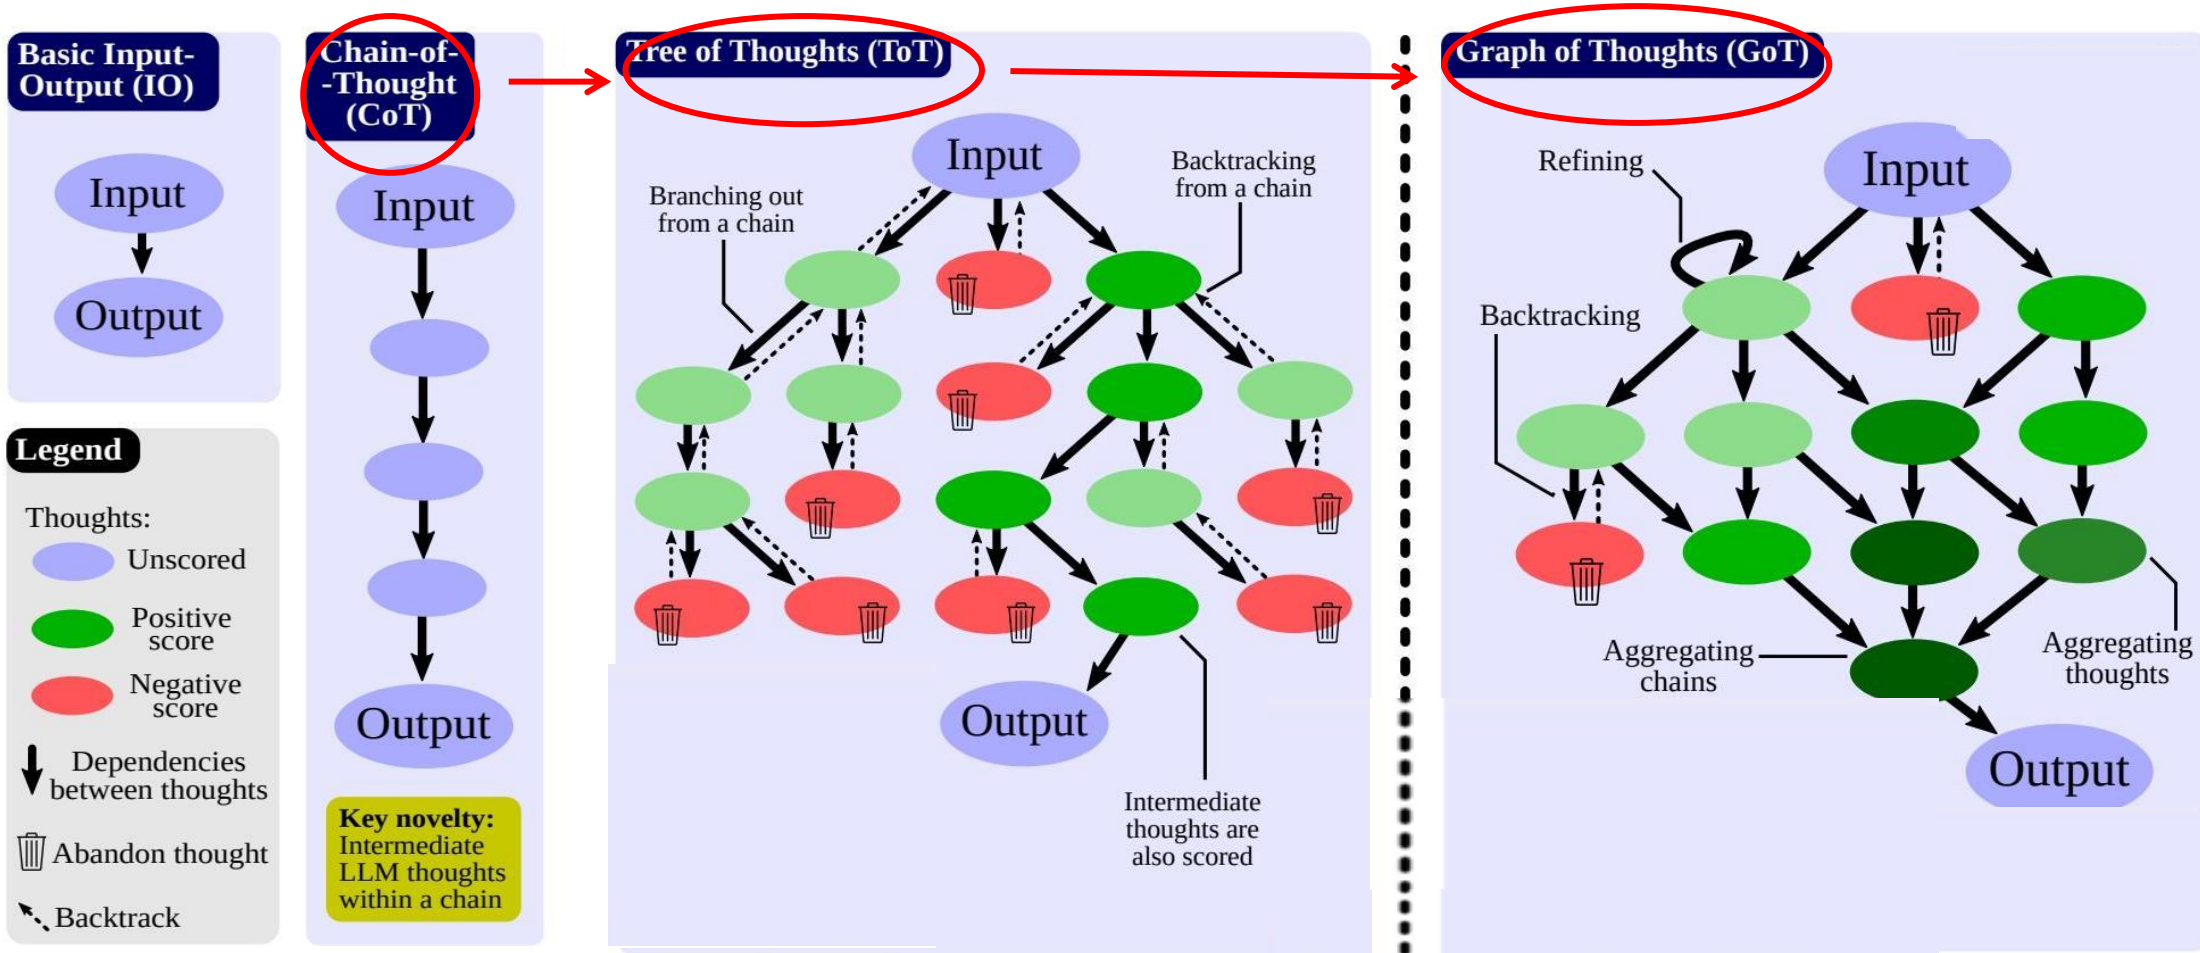 Basic Input-
Output (IO)
Input
Output
Legend
Thoughts:
Unscored
Positive
score
Negative
score
Dependencies
between thoughts
Abandon thought
Backtrack
Chain-of-
-Thought
(CoT)
Input
Output
Key novelty:
Intermediate
LLM thoughts
within a chain
Tree of Thoughts (ToT)
Input
Branching out
from a chain
Backtracking
from a chain
Output
Intermediate
thoughts are
also scored
Graph of Thoughts (GoT)
Input
Refining
Backtracking
Aggregating
chains
Aggregating
thoughts
Output